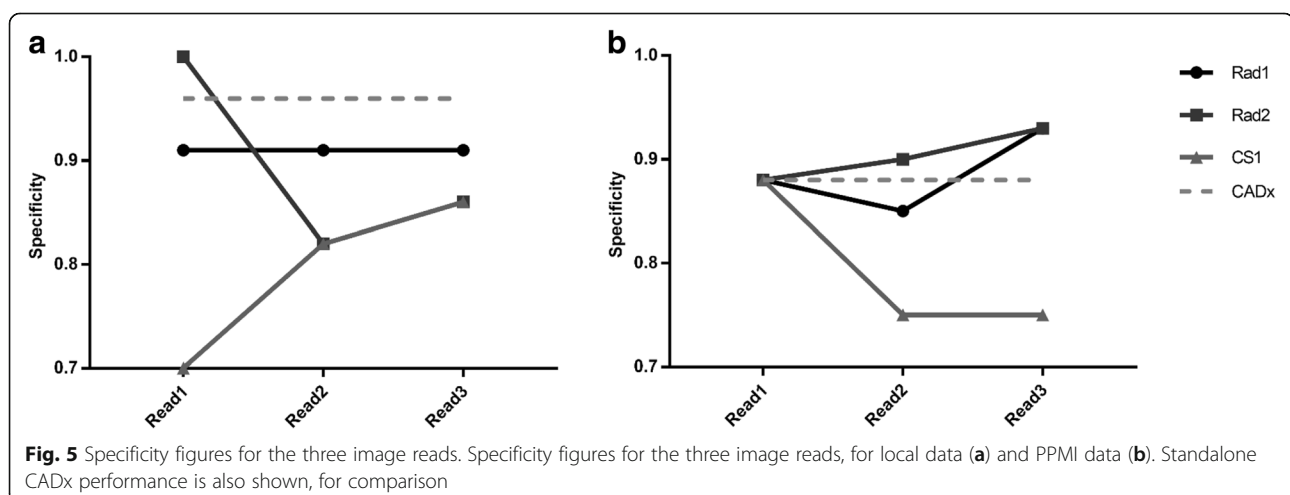 a
1.0
0.9
0.8
0.7
Specificity
Read1
Read2
Read3
b
1.0
0.9
0.8
0.7
Specificity
Read1
Read2
Read3
Rad1
Rad2
CS1
CADx
Fig. 5 Specificity figures for the three image reads. Specificity figures for the three image reads, for local data (a) and PPMI data (b). Standalone
CADx performance is also shown, for comparison